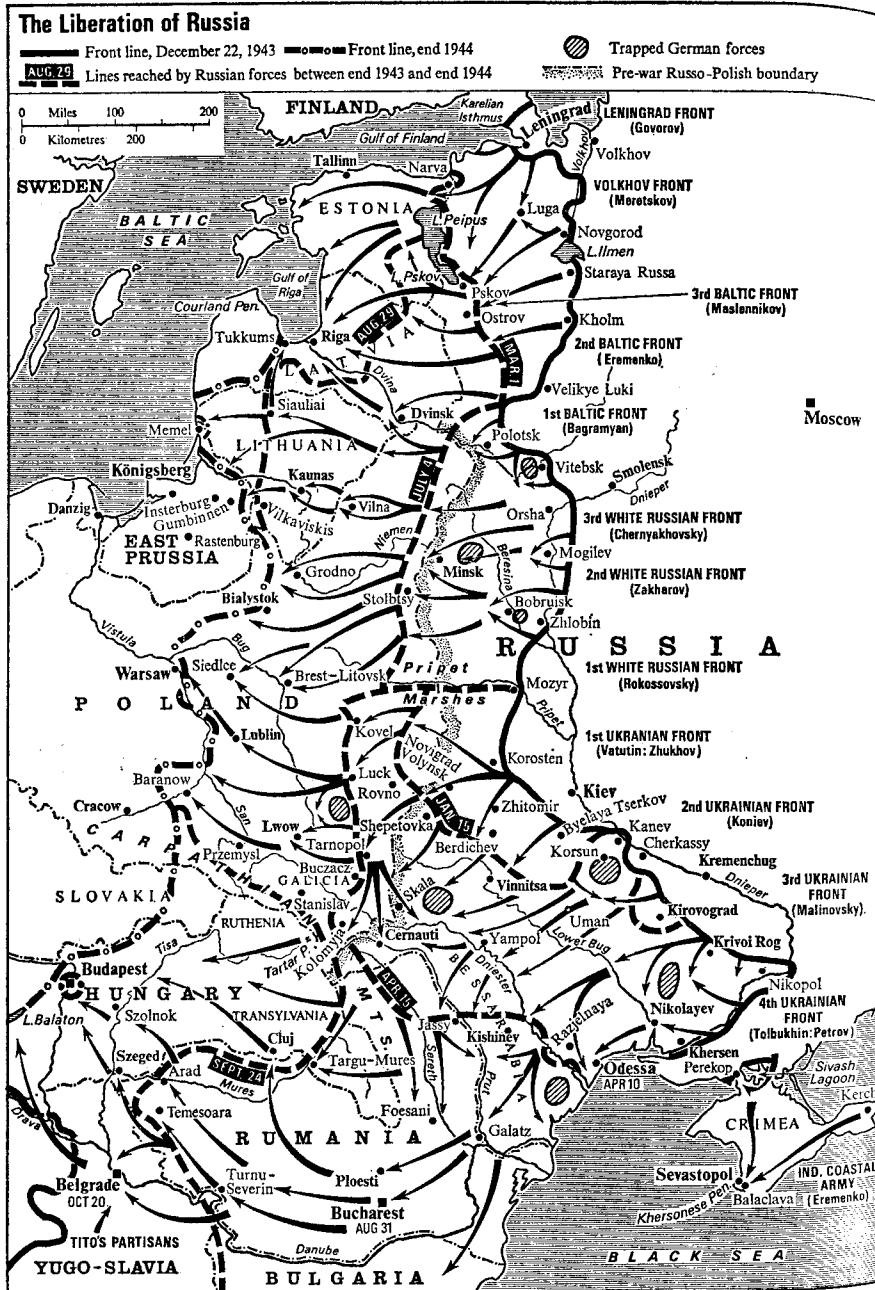 The Liberation of Russia
Front line, December 22, 1943
Front line, end 1944
Trapped German forces
AUG. 29
Lines reached by Russian forces between end 1943 and end 1944
Pre-war Russo-Polish boundary
0 Miles 100 200
0 Kilometres 200
FINLAND
Karelian
Isthmus
Leningrad
LENINGRAD FRONT
(Govorov)
Gulf of Finland
Volkhov
Volkhov
Tallinn
Narva
SWEDEN
VOLKHOV FRONT
(Meretskov)
ESTONIA
BALTIC
SEA
L.Peipus
Luga
Novgorod
L.Ilmen
Staraya Russa
Gulf of
Riga
L.Pskov
Pskov
3rd BALTIC FRONT
(Maslennikov)
Courland Pen.
Ostrov
Kholm
Tukkums
Riga
AUG 29
LATVIA
MAR 1
2nd BALTIC FRONT
(Eremenko)
Dvina
Velikye Luki
Siauliai
Dvinsk
1st BALTIC FRONT
(Bagramyan)
Moscow
Memel
LITHUANIA
Polotsk
Vitebsk
Smolensk
Dnieper
Königsberg
Kaunas
JULY 4
Danzig
Insterburg
Gumbinnen
Vilkaviskis
Vilna
Orsha
3rd WHITE RUSSIAN FRONT
(Chernyakhovsky)
EAST
PRUSSIA
Rastenburg
Niemen
Minsk
Beresina
Mogilev
Grodno
2nd WHITE RUSSIAN FRONT
(Zakharov)
Bialystok
Stolbtsy
Bobruisk
Zhlobin
Vistula
Bug
RUSSIA
Warsaw
Siedlce
Brest-Litovsk
Pripet
Marshes
Mozyr
1st WHITE RUSSIAN FRONT
(Rokossovsky)
POLAND
Pripet
Lublin
Kovel
Novigrad
Volynsk
1st UKRANIAN FRONT
(Vatutin: Zhukhov)
Korosten
Baranow
Luck
Rovno
Kiev
Cracow
San
JAN. 15
Zhitomir
Byelaya Tserkov
2nd UKRAINIAN FRONT
(Koniev)
Lwow
Shepetovka
Kanev
CARPATHIAN
MTS
Przemysl
Tarnopol
Berdichev
Korsun
Cherkassy
Buczacz
GALICIA
Skala
Vinnitsa
Kremenchug
Dnieper
SLOVAKIA
Stanislav
3rd UKRAINIAN
FRONT
(Malinovsky).
RUTHENIA
Uman
Kirovograd
Tisa
Tartar P.
Kolomyja
Cernauti
Yampol
Lower Bug
Krivoi Rog
Budapest
HUNGARY
BESSARABIA
Dniester
Nikopol
L.Balaton
Szolnok
TRANSYLVANIA
APR. 15
Nikolayev
4th UKRAINIAN
FRONT
(Tolbukhin: Petrov)
Cluj
Jassy
Kishinev
Razjelnaya
Szeged
SEPT. 24
Targu-Mures
Sereth
Prut
Odessa
APR 10
Khersen
Perekop
Sivash
Lagoon
Arad
Mures
Drava
Temesoara
Foesani
Kerch
CRIMEA
RUMANIA
Galatz
Belgrade
OCT 20
Turnu-
Severin
Ploesti
Sevastopol
Balaclava
Khersonese Pen.
IND. COASTAL
ARMY
(Eremenko)
Bucharest
AUG 31
TITO'S PARTISANS
Danube
YUGO-SLAVIA
BULGARIA
BLACK SEA